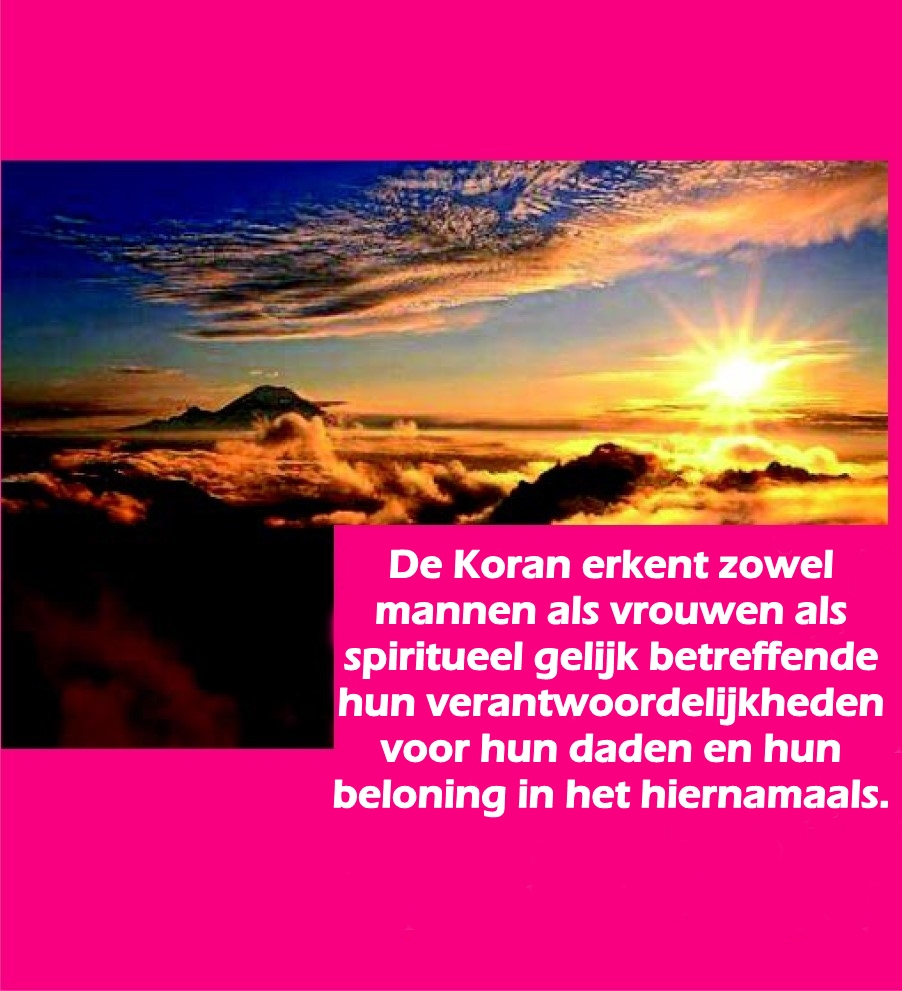 De Koran erkent zowel
mannen als vrouwen als
spiritueel gelijk betreffende
hun verantwoordelijkheden
voor hun daden en hun
beloning in het hiernamaals.